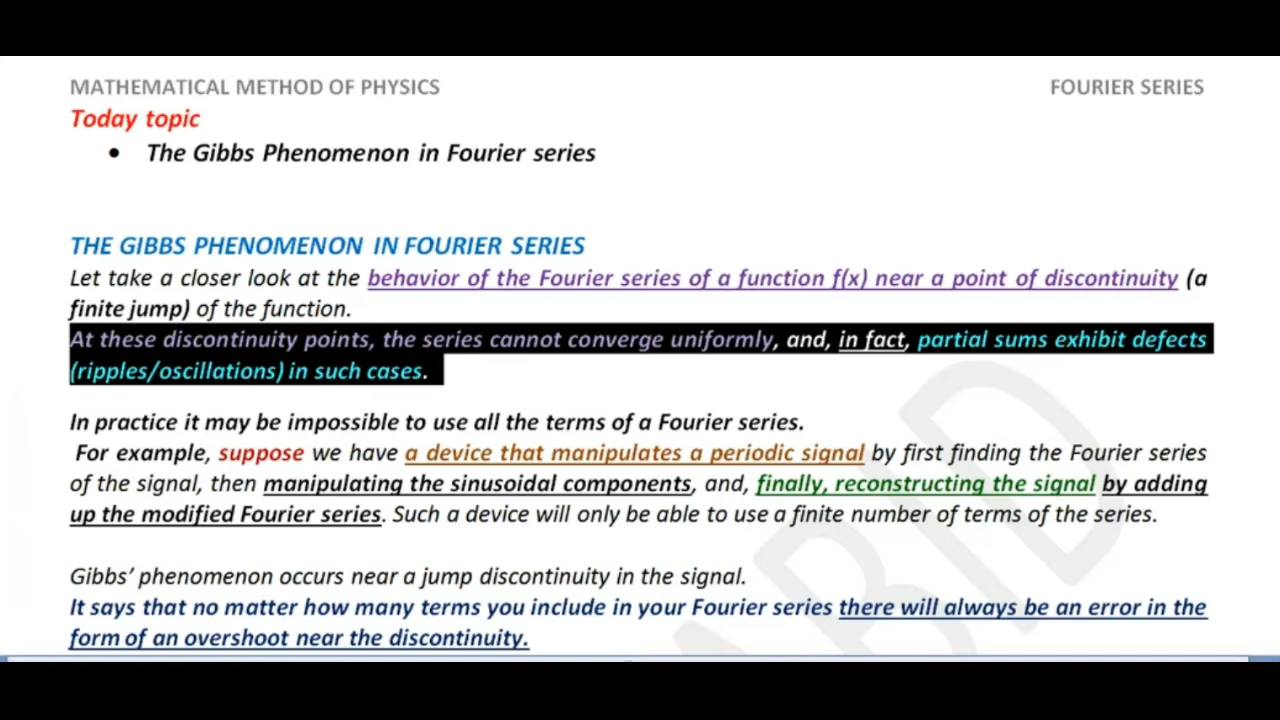 MATHEMATICAL METHOD OF PHYSICS FOURIER SERIES
Today topic
• The Gibbs Phenomenon in Fourier series
THE GIBBS PHENOMENON IN FOURIER SERIES
Let take a closer look at the behavior of the Fourier series of a function f(x) near a point of discontinuity (a
finite jump) of the function.
At these discontinuity points, the series cannot converge uniformly, and, in fact, partial sums exhibit defects
(ripples/oscillations) in such cases.
In practice it may be impossible to use all the terms of a Fourier series.
For example, suppose we have a device that manipulates a periodic signal by first finding the Fourier series
of the signal, then manipulating the sinusoidal components, and, finally, reconstructing the signal by adding
up the modified Fourier series. Such a device will only be able to use a finite number of terms of the series.
Gibbs’ phenomenon occurs near a jump discontinuity in the signal.
It says that no matter how many terms you include in your Fourier series there will always be an error in the
form of an overshoot near the discontinuity.